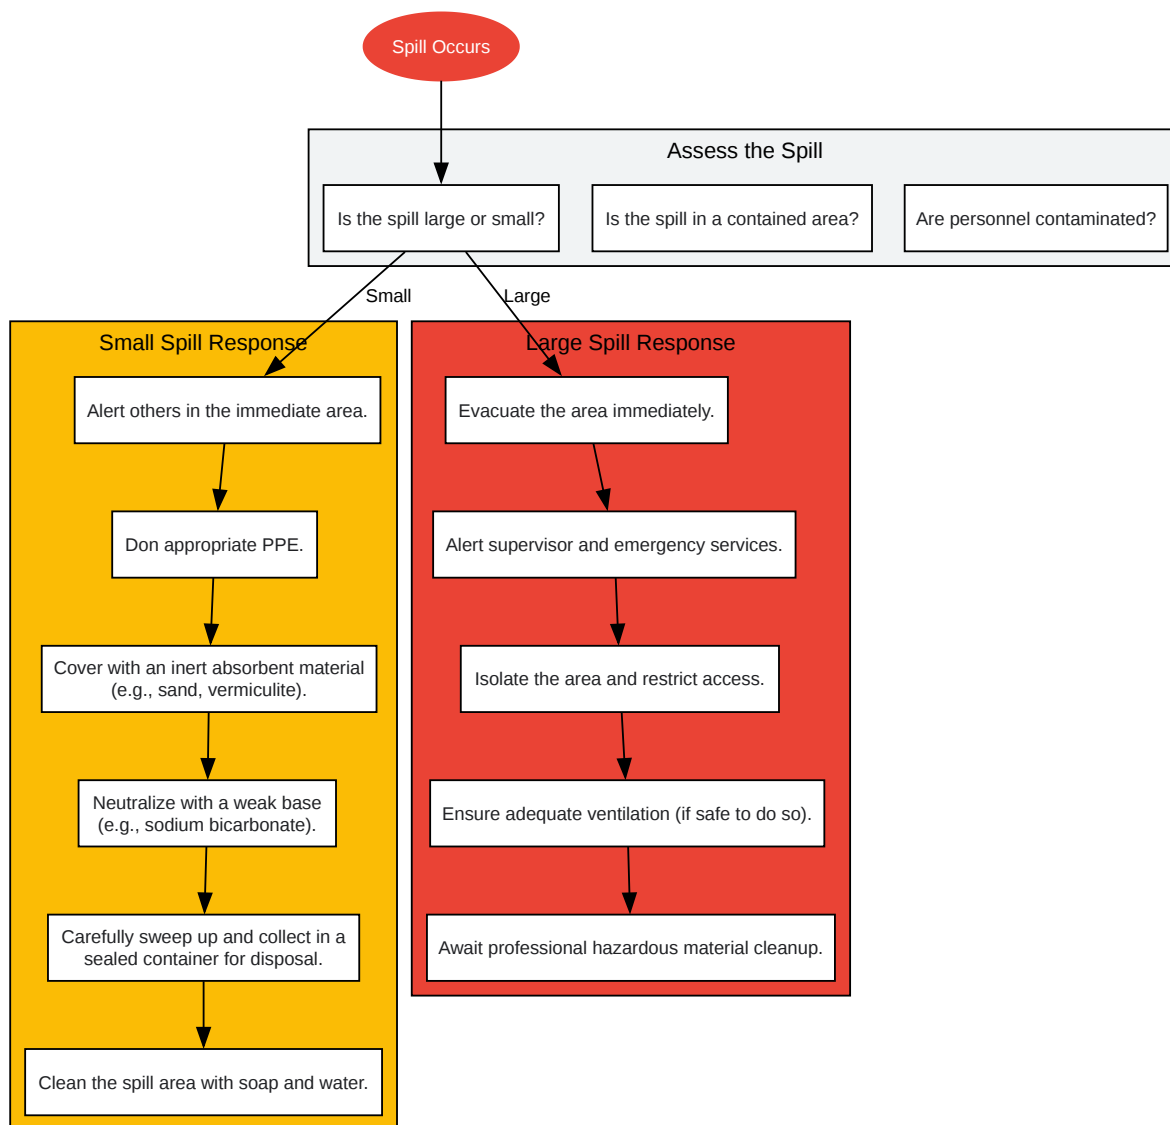 Spill Occurs
Assess the Spill
Is the spill large or small?
Is the spill in a contained area?
Are personnel contaminated?
Small
Large
Small Spill Response
Alert others in the immediate area.
Don appropriate PPE.
Cover with an inert absorbent material
(e.g., sand, vermiculite).
Neutralize with a weak base
(e.g., sodium bicarbonate).
Carefully sweep up and collect in a
sealed container for disposal.
Clean the spill area with soap and water.
Large Spill Response
Evacuate the area immediately.
Alert supervisor and emergency services.
Isolate the area and restrict access.
Ensure adequate ventilation (if safe to do so).
Await professional hazardous material cleanup.